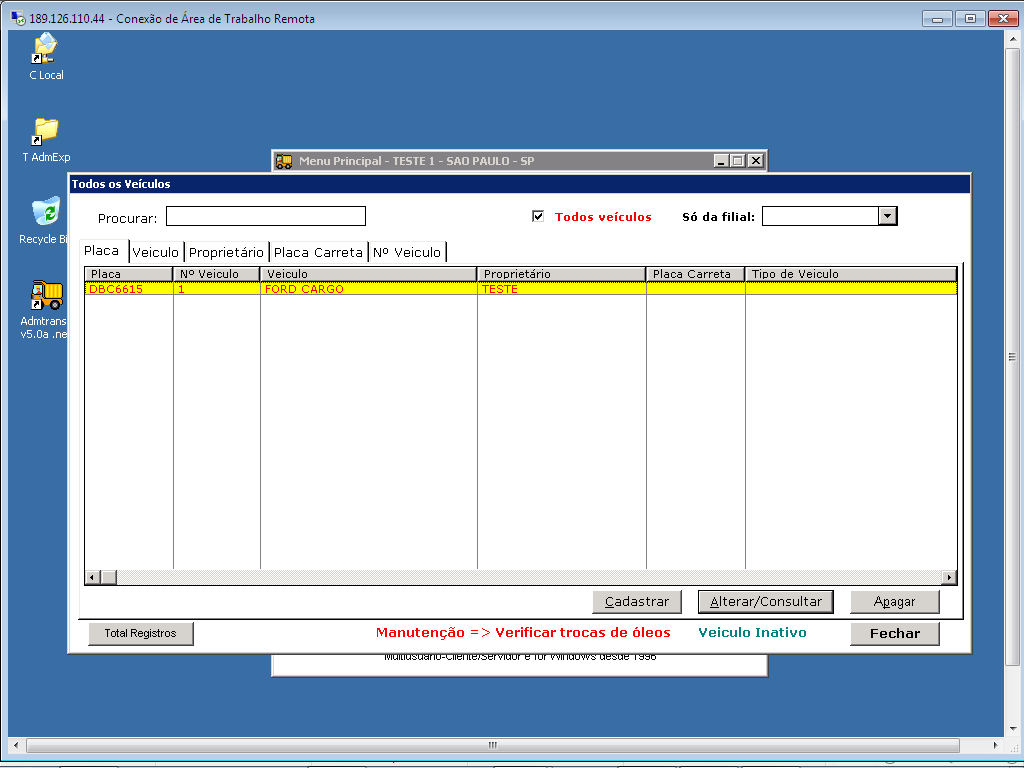 189.126.110.44 - Conexão de Área de Trabalho Remota
C Local
T AdmExp
Recycle Bi
Admtrans
v5.0a .ne
Menu Principal - TESTE 1 - SAO PAULO - SP
Todos os Veículos
Procurar:
Todos veículos
Só da filial:
Placa
Veiculo
Proprietário
Placa Carreta
Nº Veiculo
Placa Nº Veiculo Veiculo Proprietário Placa Carreta Tipo de Veiculo
DBC6615 1 FORD CARGO TESTE
Cadastrar
Alterar/Consultar
Apagar
Total Registros
Manutenção => Verificar trocas de óleos
Veiculo Inativo
Fechar
Multiusuário-Cliente/Servidor e for Windows desde 1996